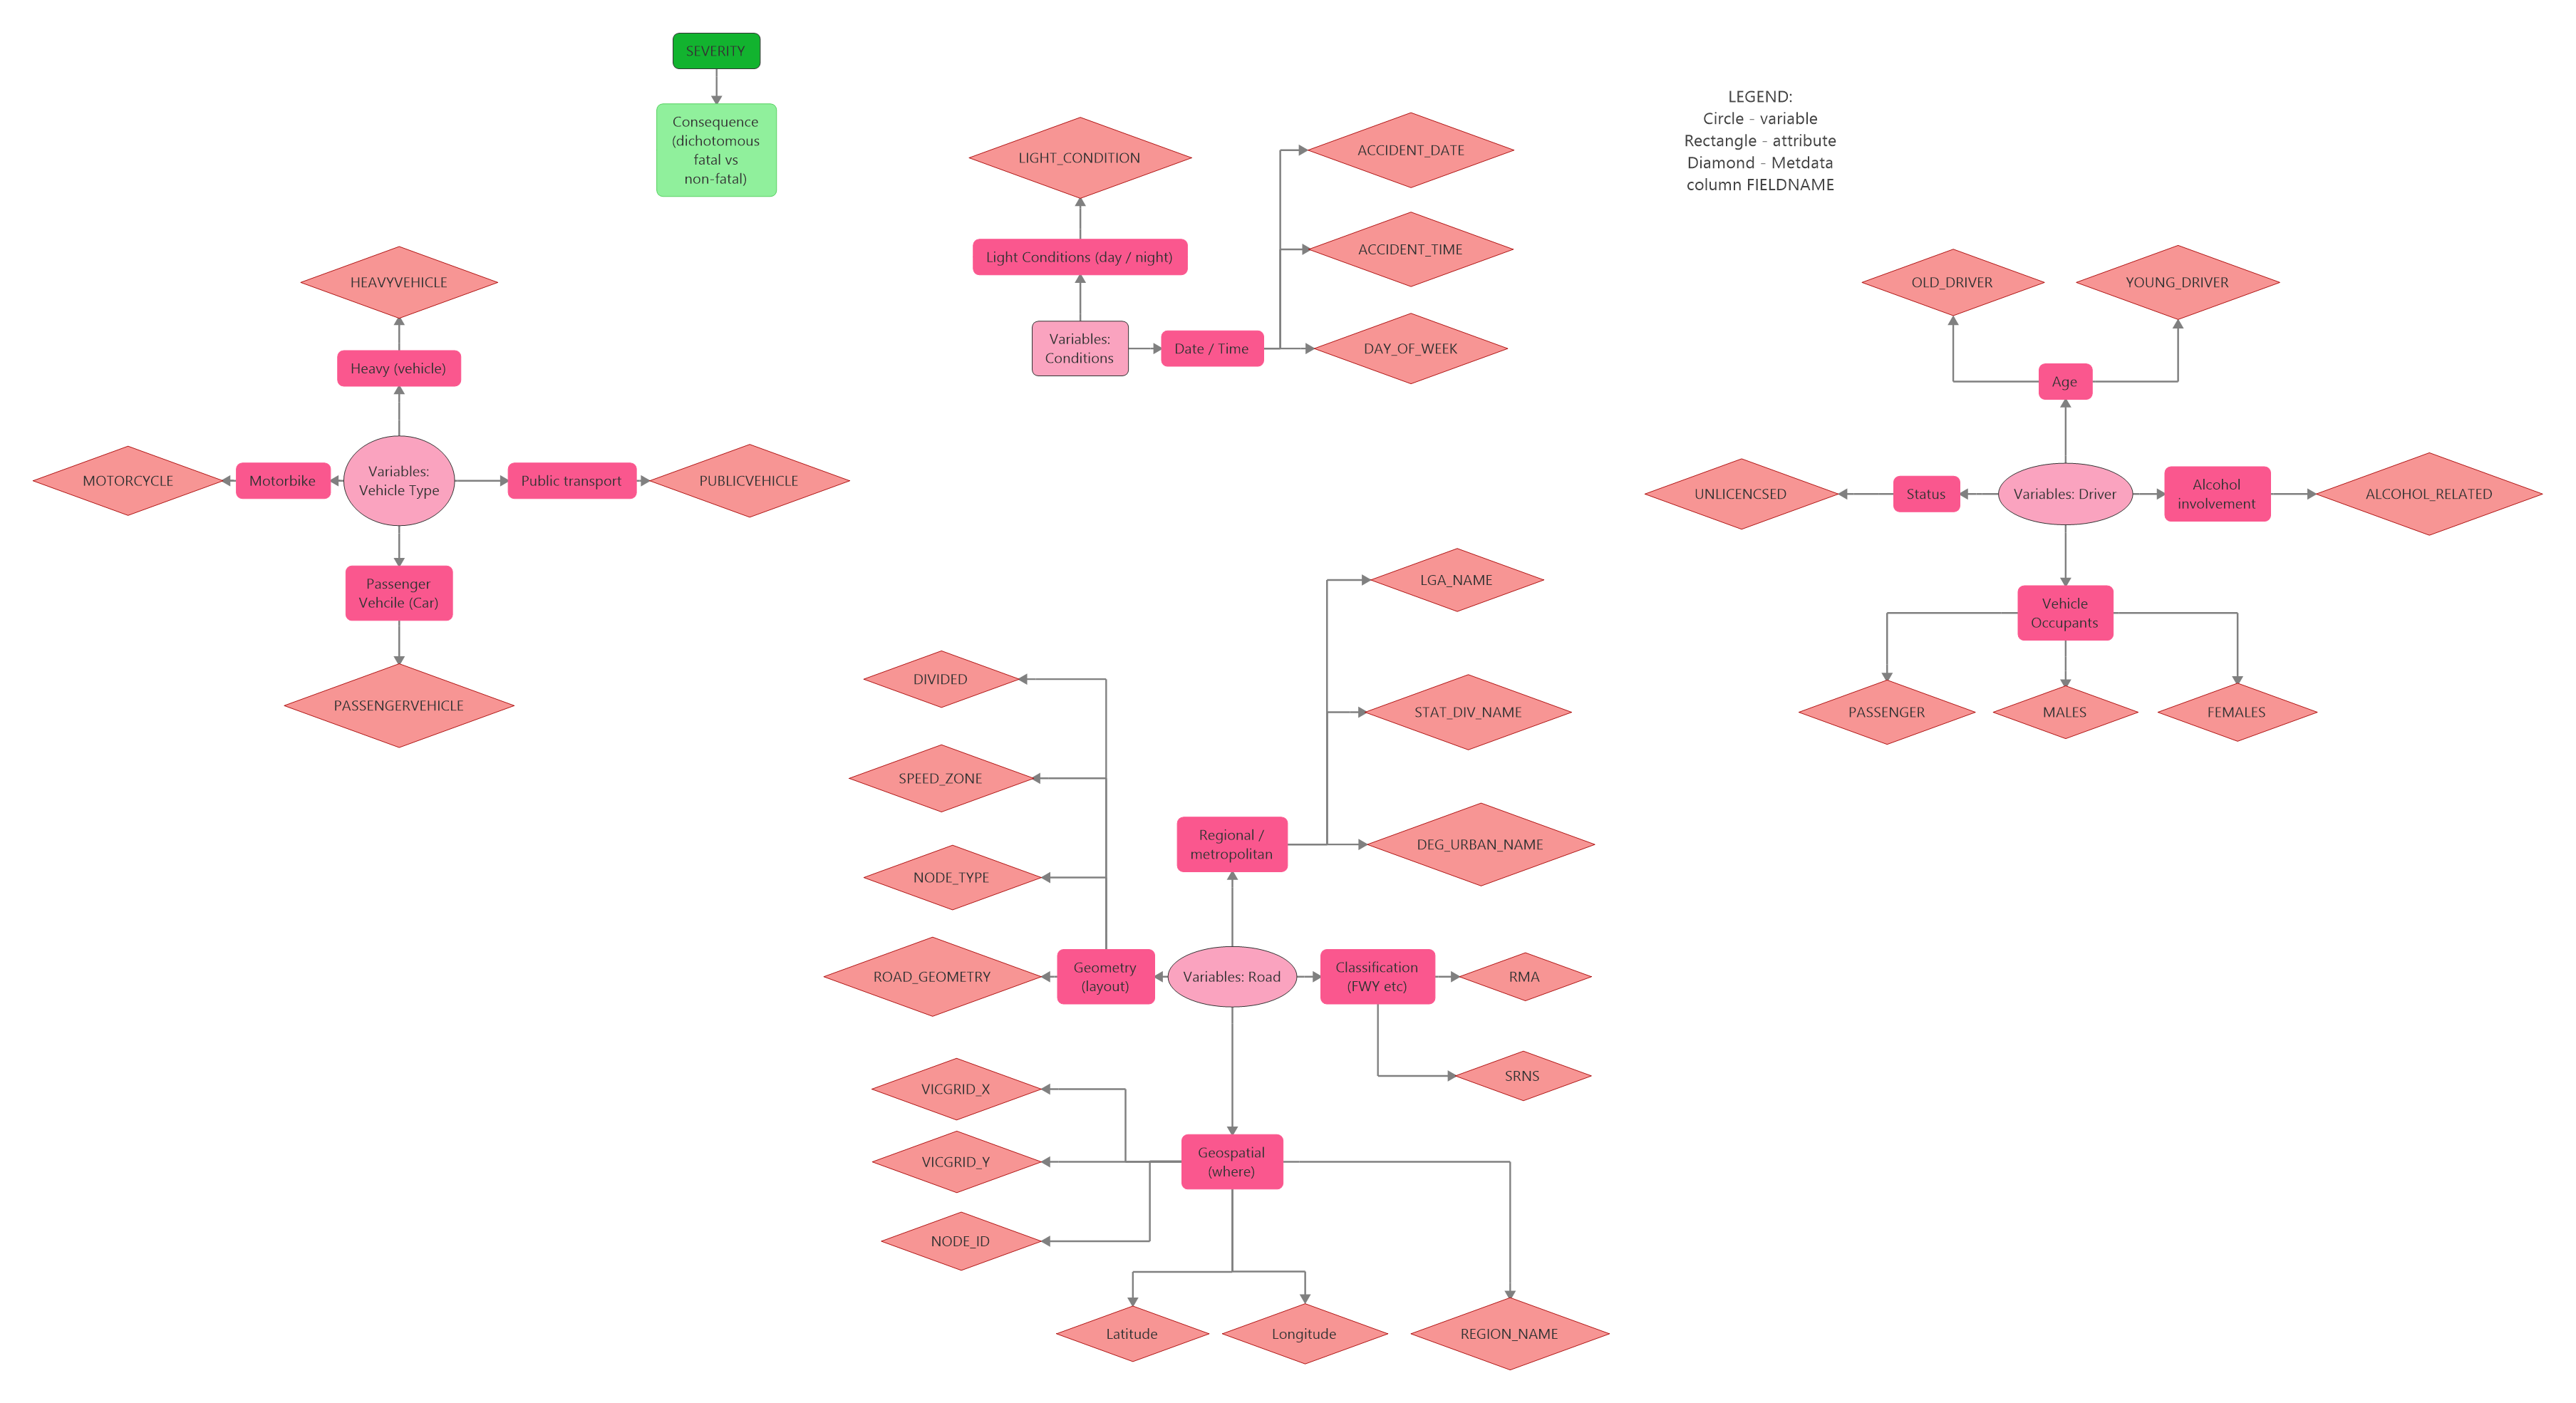 SEVERITY
Consequence
(dichotomous
fatal vs
non-fatal)
LEGEND:
Circle - variable
Rectangle - attribute
Diamond - Metdata
column FIELDNAME
HEAVYVEHICLE
Heavy (vehicle)
MOTORCYCLE
Motorbike
Variables:
Vehicle Type
Public transport
PUBLICVEHICLE
Passenger
Vehcile (Car)
PASSENGERVEHICLE
LIGHT_CONDITION
Light Conditions (day / night)
Variables:
Conditions
Date / Time
ACCIDENT_DATE
ACCIDENT_TIME
DAY_OF_WEEK
OLD_DRIVER
YOUNG_DRIVER
Age
UNLICENCSED
Status
Variables: Driver
Alcohol
involvement
ALCOHOL_RELATED
Vehicle
Occupants
PASSENGER
MALES
FEMALES
LGA_NAME
STAT_DIV_NAME
DEG_URBAN_NAME
Regional /
metropolitan
DIVIDED
SPEED_ZONE
NODE_TYPE
ROAD_GEOMETRY
Geometry
(layout)
Variables: Road
Classification
(FWY etc)
RMA
SRNS
VICGRID_X
VICGRID_Y
NODE_ID
Geospatial
(where)
Latitude
Longitude
REGION_NAME